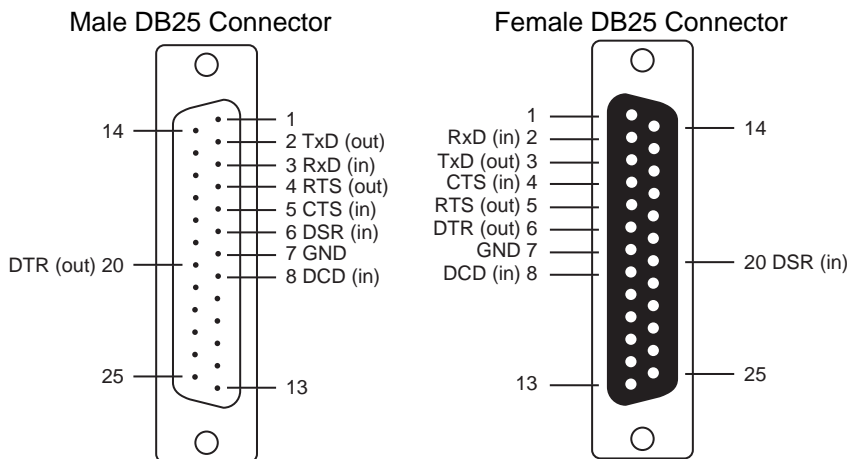 Male DB25 Connector
14
1
2 TxD (out)
3 RxD (in)
4 RTS (out)
5 CTS (in)
6 DSR (in)
7 GND
8 DCD (in)
DTR (out) 20
25
13
Female DB25 Connector
1
RxD (in) 2
TxD (out) 3
CTS (in) 4
RTS (out) 5
DTR (out) 6
GND 7
DCD (in) 8
13
14
20 DSR (in)
25